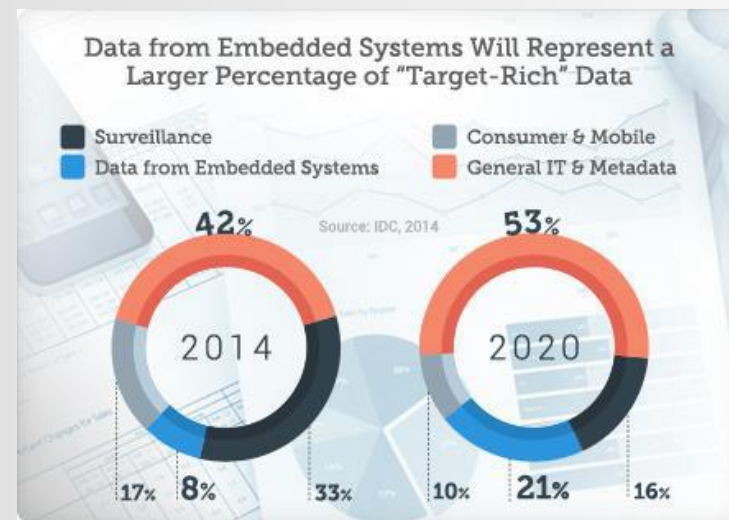 Data from Embedded Systems Will Represent a
Larger Percentage of “Target-Rich” Data
Surveillance
Consumer & Mobile
Data from Embedded Systems
General IT & Metadata
42%
Source: IDC, 2014
53%
2014
2020
17%
8%
33%
10%
21%
16%